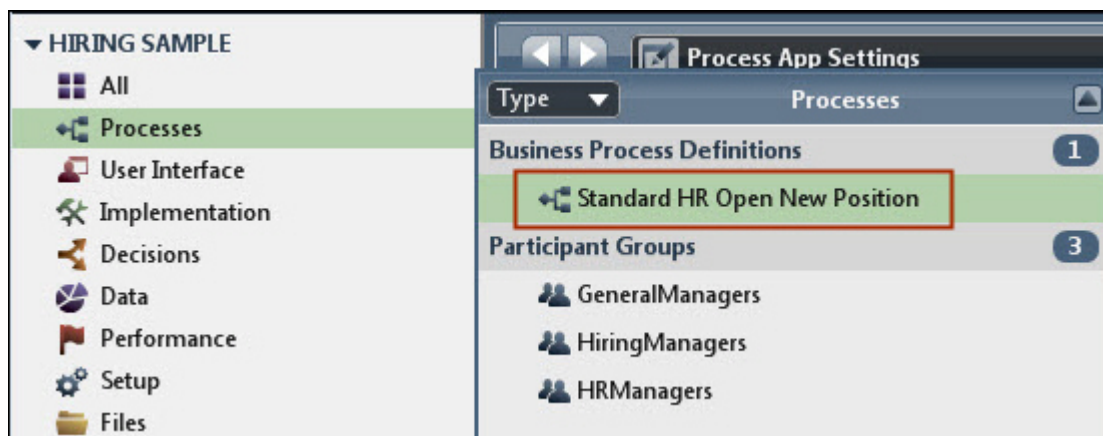 HIRING SAMPLE
All
Processes
User Interface
Implementation
Decisions
Data
Performance
Setup
Files
Process App Settings
Type Processes
Business Process Definitions 1
Standard HR Open New Position
Participant Groups 3
GeneralManagers
HiringManagers
HRManagers